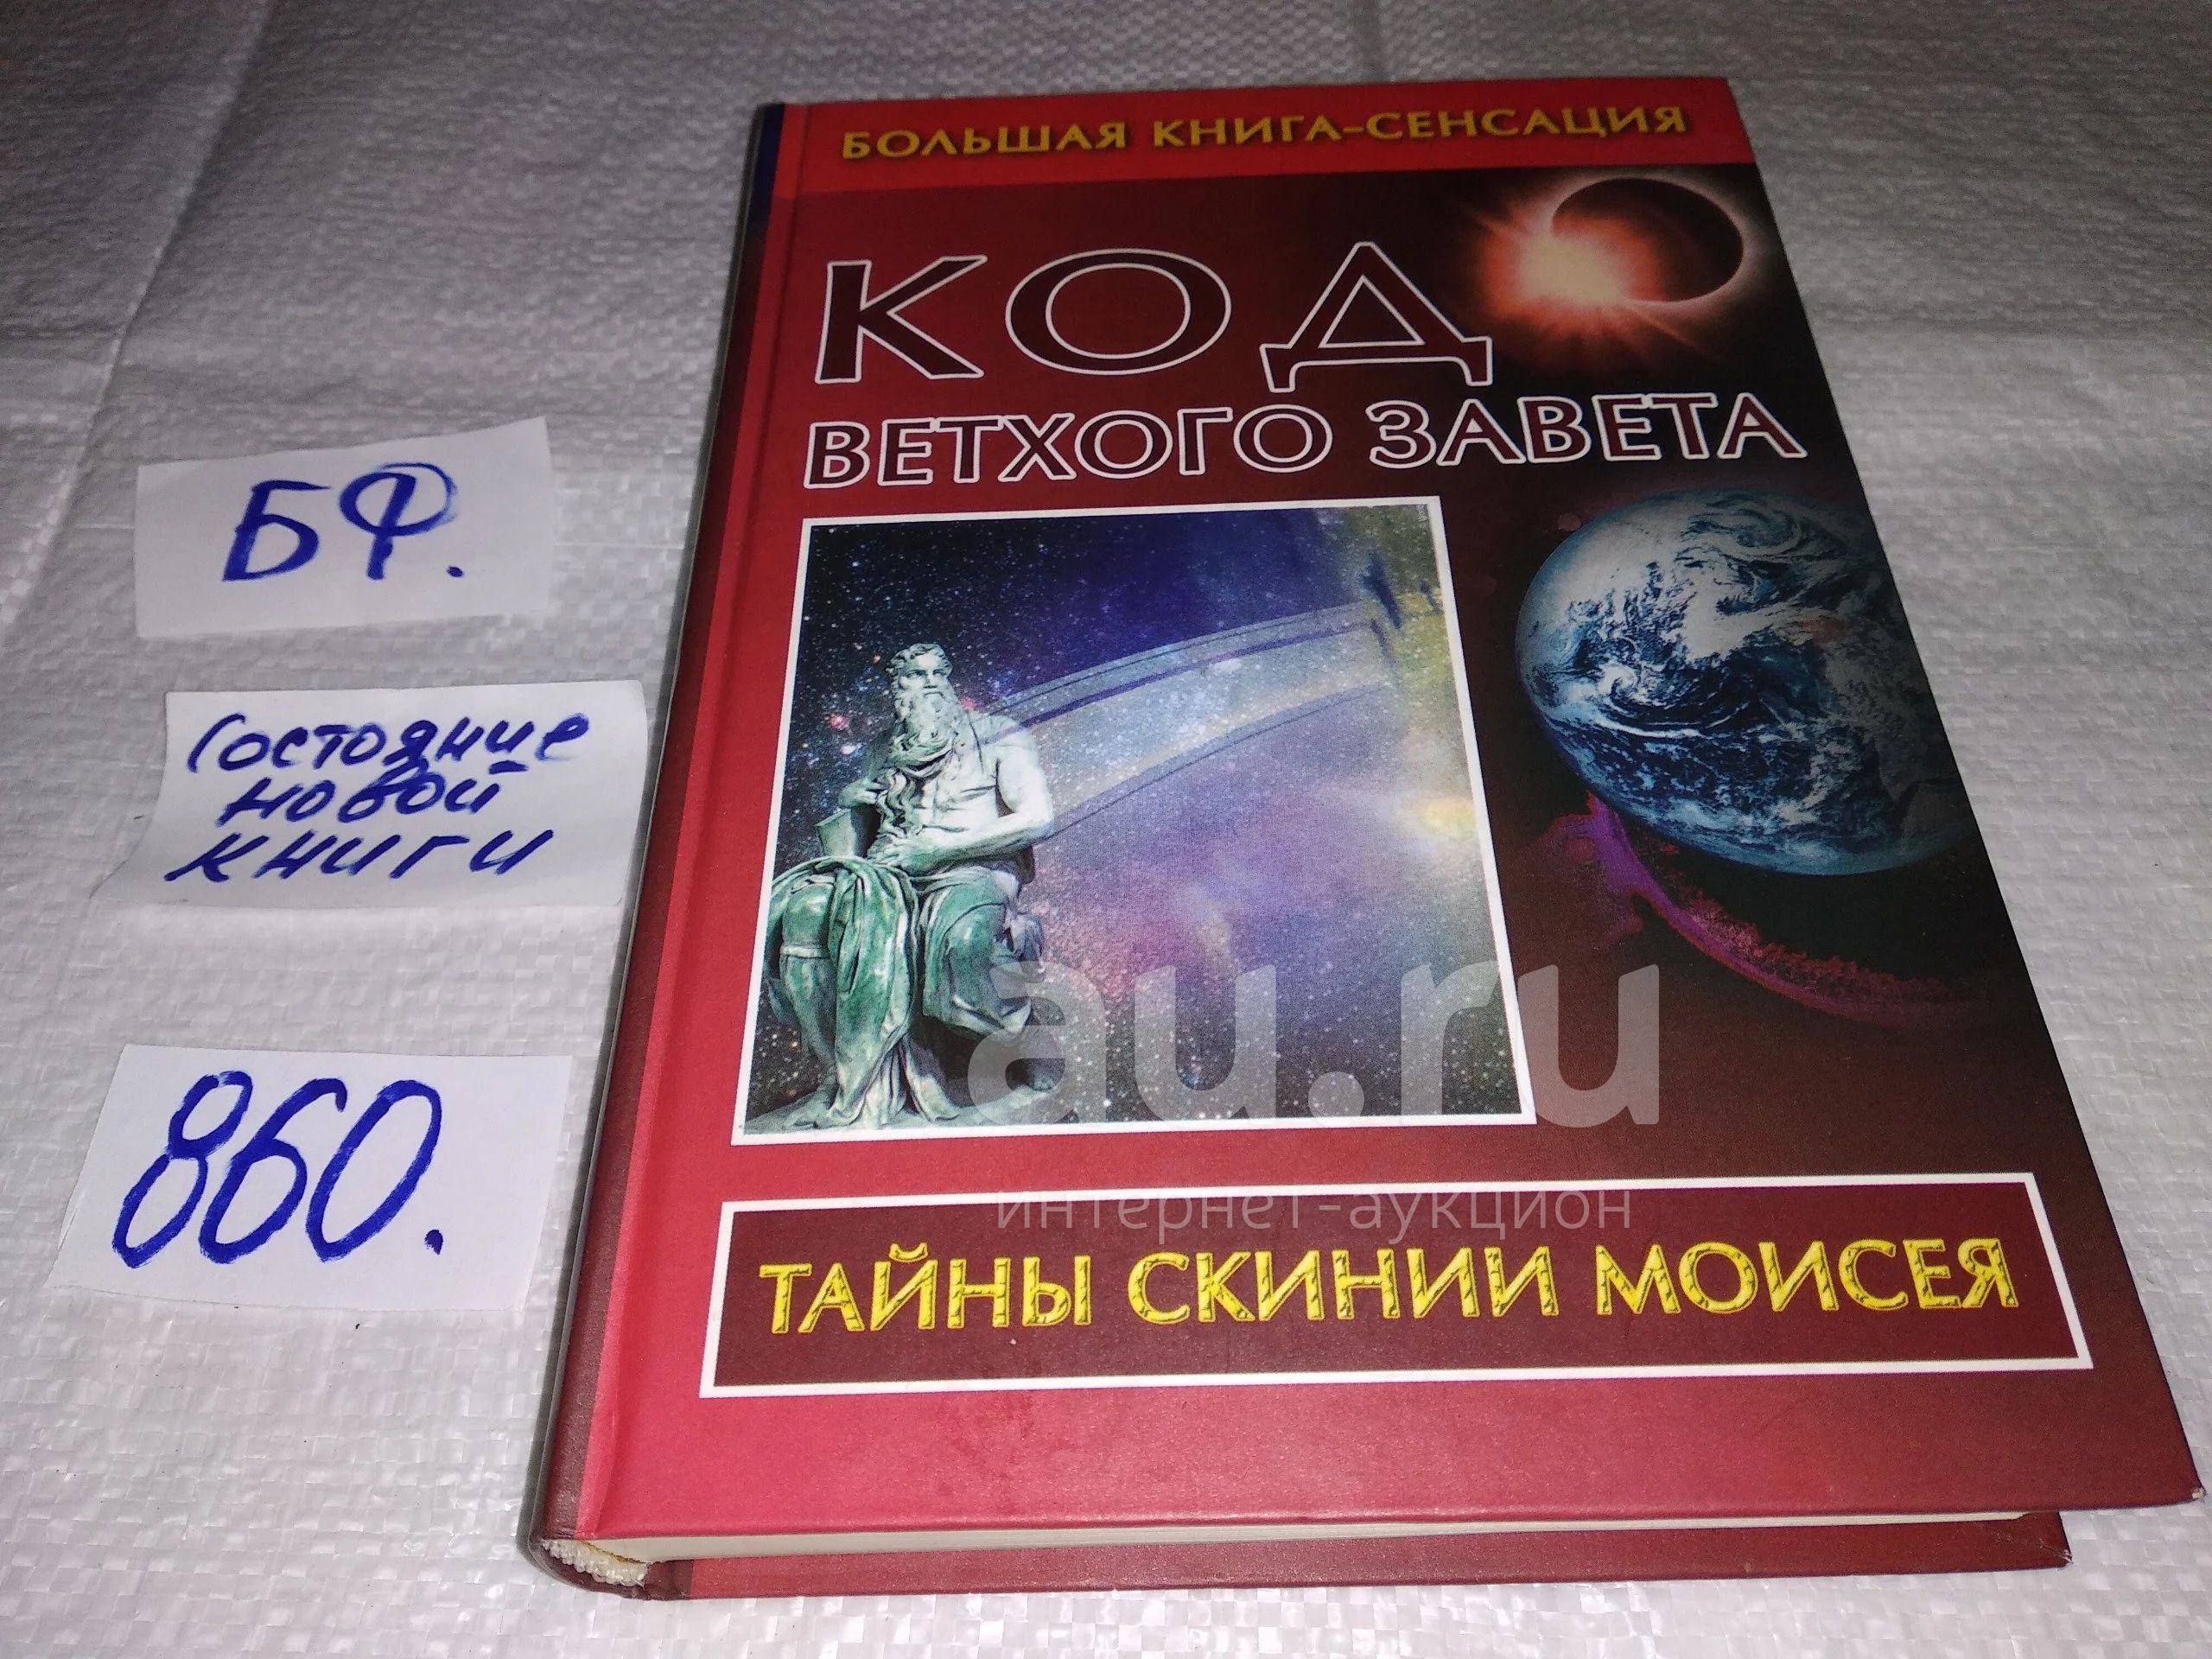 БОЛЬШАЯ КНИГА-СЕНСАЦИЯ
КОД
ВЕТХОГО ЗАВЕТА
ТАЙНЫ СКИНИИ МОИСЕЯ
БФ.
Состояние
новой
книги
860.
au.ru
интернет-аукцион